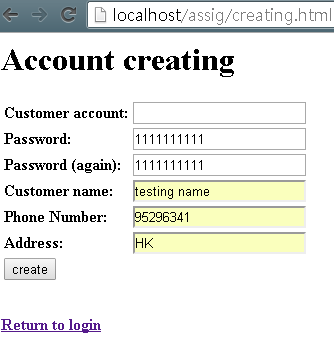 localhost/assig/creating.html
Account creating
Customer account:
Password: 1111111111
Password (again): 1111111111
Customer name: testing name
Phone Number: 95296341
Address: HK
create
Return to login